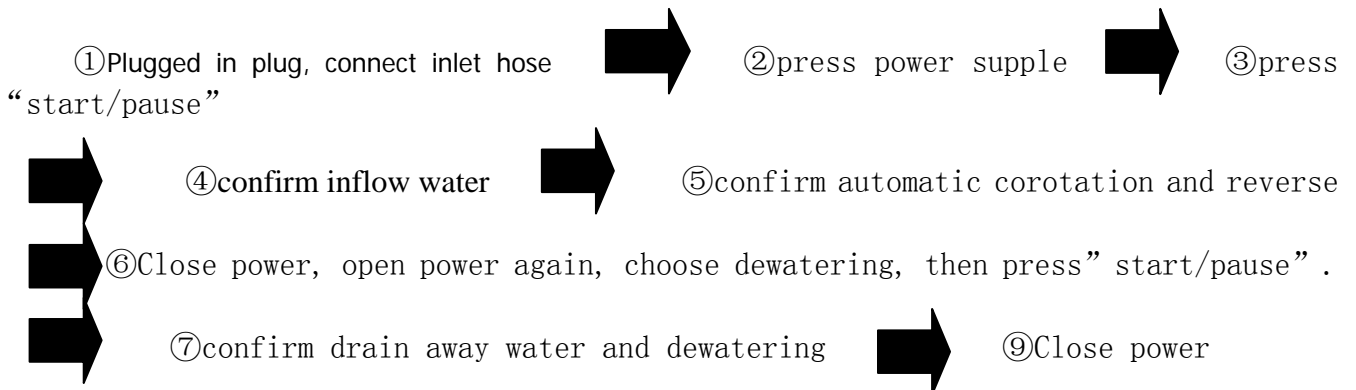 ①Plugged in plug, connect inlet hose ②press power supple ③press
“start/pause”
④confirm inflow water ⑤confirm automatic corotation and reverse
⑥Close power, open power again, choose dewatering, then press” start/pause”.
⑦confirm drain away water and dewatering ⑨Close power